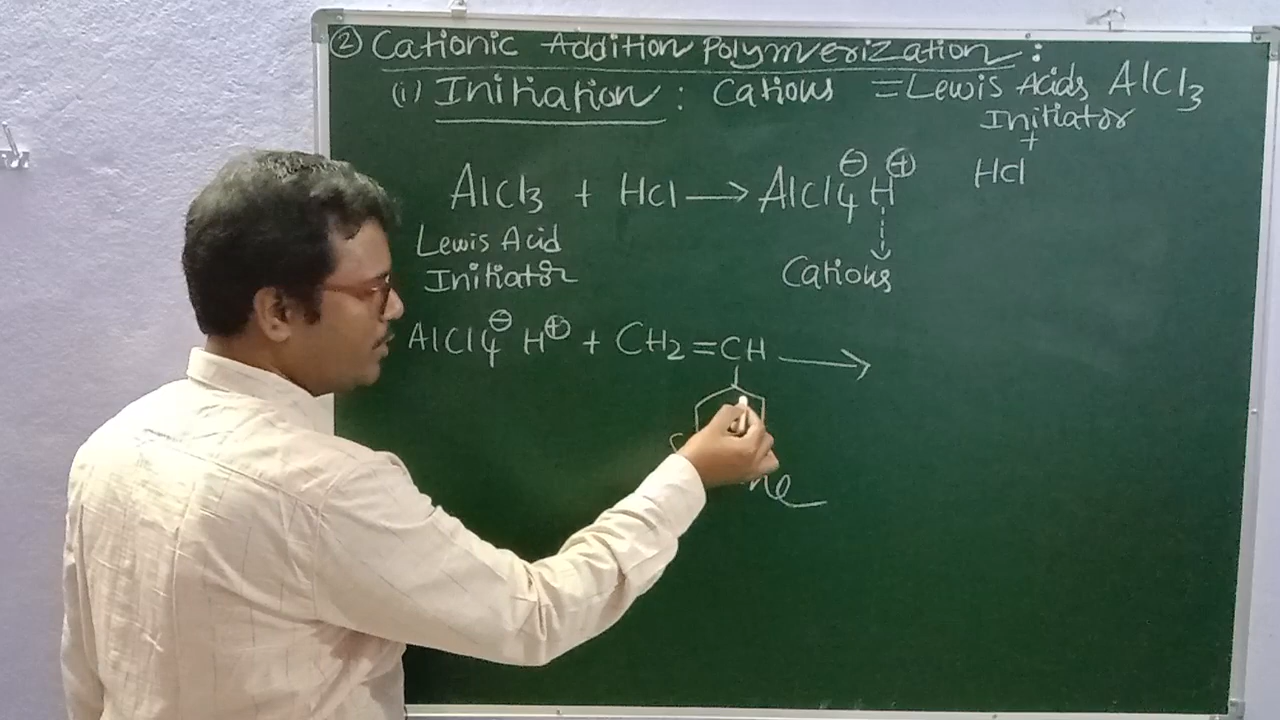 ② Cationic Addition Polymerization :
(i) Initiation : Cations = Lewis Acids AlCl3
Initiator
+
HCl
AlCl3 + HCl ⟶ AlCl4⊖ H⊕
Lewis Acid
Initiator
Cations
AlCl4⊖ H⊕ + CH2=CH ⟶